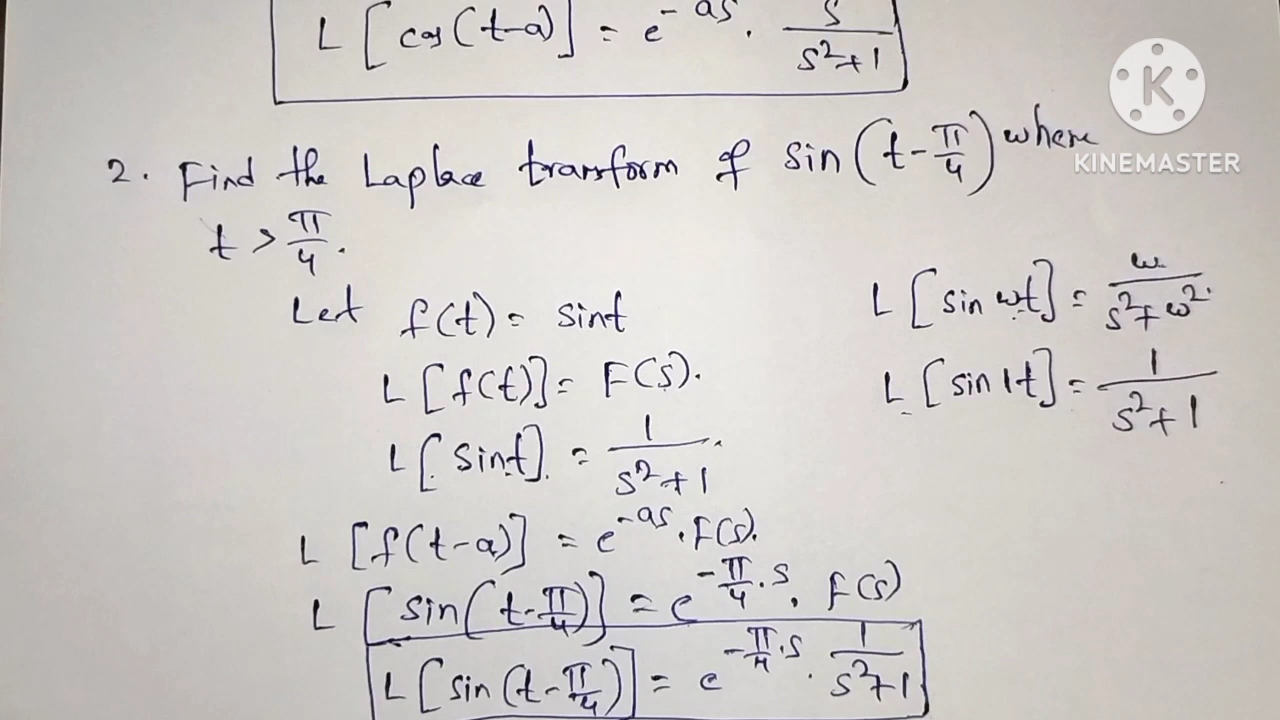 L [cos(t-a)] = e^-as . s/(s²+1)
2. Find the Laplace transform of sin(t-π/4) where
t > π/4.
Let f(t) = sint
L [f(t)] = F(s).
L [sint] = 1/(s²+1)
L [f(t-a)] = e^-as . F(s).
L [sin(t-π/4)] = e^-π/4.s . F(s)
L [sin(t-π/4)] = e^-π/4.s . 1/(s²+1)
L [sin ωt] = ω/(s²+ω²)
L [sin 1t] = 1/(s²+1)
K
KINEMASTER